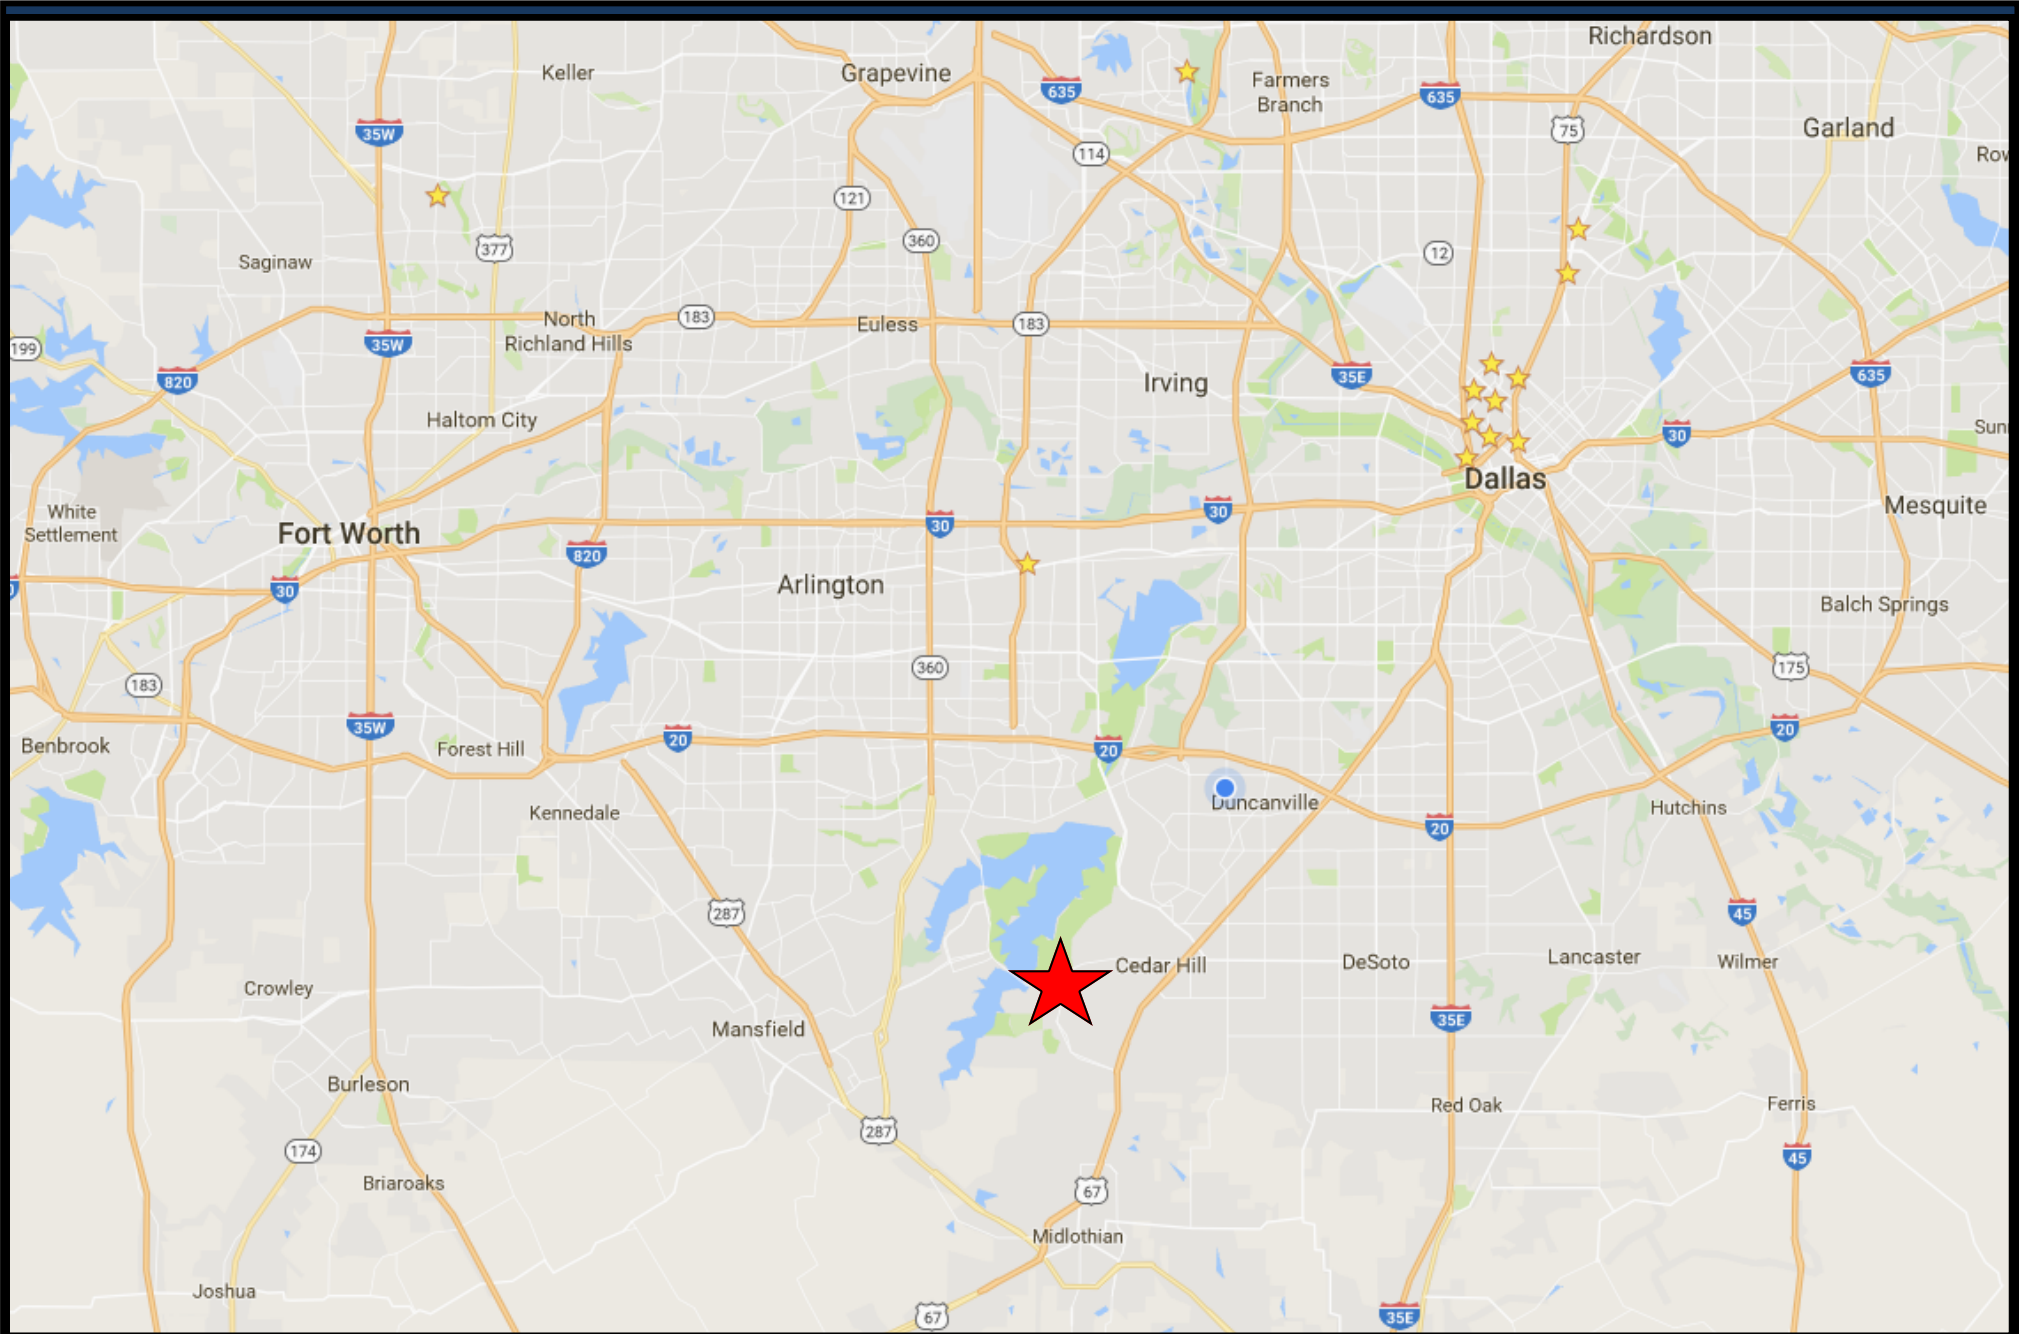 Richardson
Keller
Grapevine
Farmers
Branch
635
635
35W
75
Garland
114
Row
121
377
360
12
Saginaw
183
North
Richland Hills
Euless
183
199
35W
820
Irving
35E
635
Haltom City
30
Sun
Dallas
White
Settlement
Fort Worth
30
30
Mesquite
820
Arlington
30
Balch Springs
360
175
183
35W
20
20
20
Benbrook
Forest Hill
Duncanville
Kennedale
20
Hutchins
287
45
Cedar Hill
DeSoto
Lancaster
Wilmer
Crowley
35E
Mansfield
Burleson
Red Oak
Ferris
287
174
45
Briaroaks
67
Midlothian
Joshua
67
35E